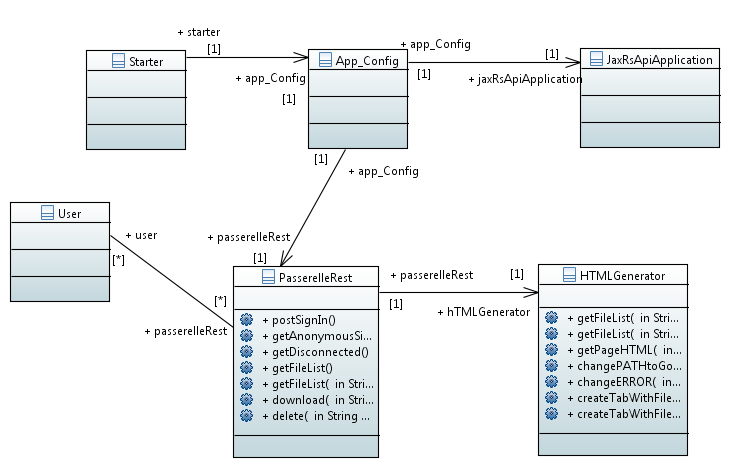 + starter
[1]
Starter
+ app_Config
[1]
App_Config
+ app_Config
[1]
[1]
+ jaxRsApiApplication
JaxRsApiApplication
[1]
+ app_Config
User
+ user
[*]
+ passerelleRest
[1]
[*]
+ passerelleRest
PasserelleRest
+ postSignIn()
+ getAnonymousSi...
+ getDisconnected()
+ getFileList()
+ getFileList( in Stri...
+ download( in Stri...
+ delete( in String ...
+ passerelleRest
[1]
[1]
+ hTMLGenerator
HTMLGenerator
+ getFileList( in Stri...
+ getFileList( in Stri...
+ getPageHTML( in...
+ changePATHtoGo...
+ changeERROR( in...
+ createTabWithFile...
+ createTabWithFile...